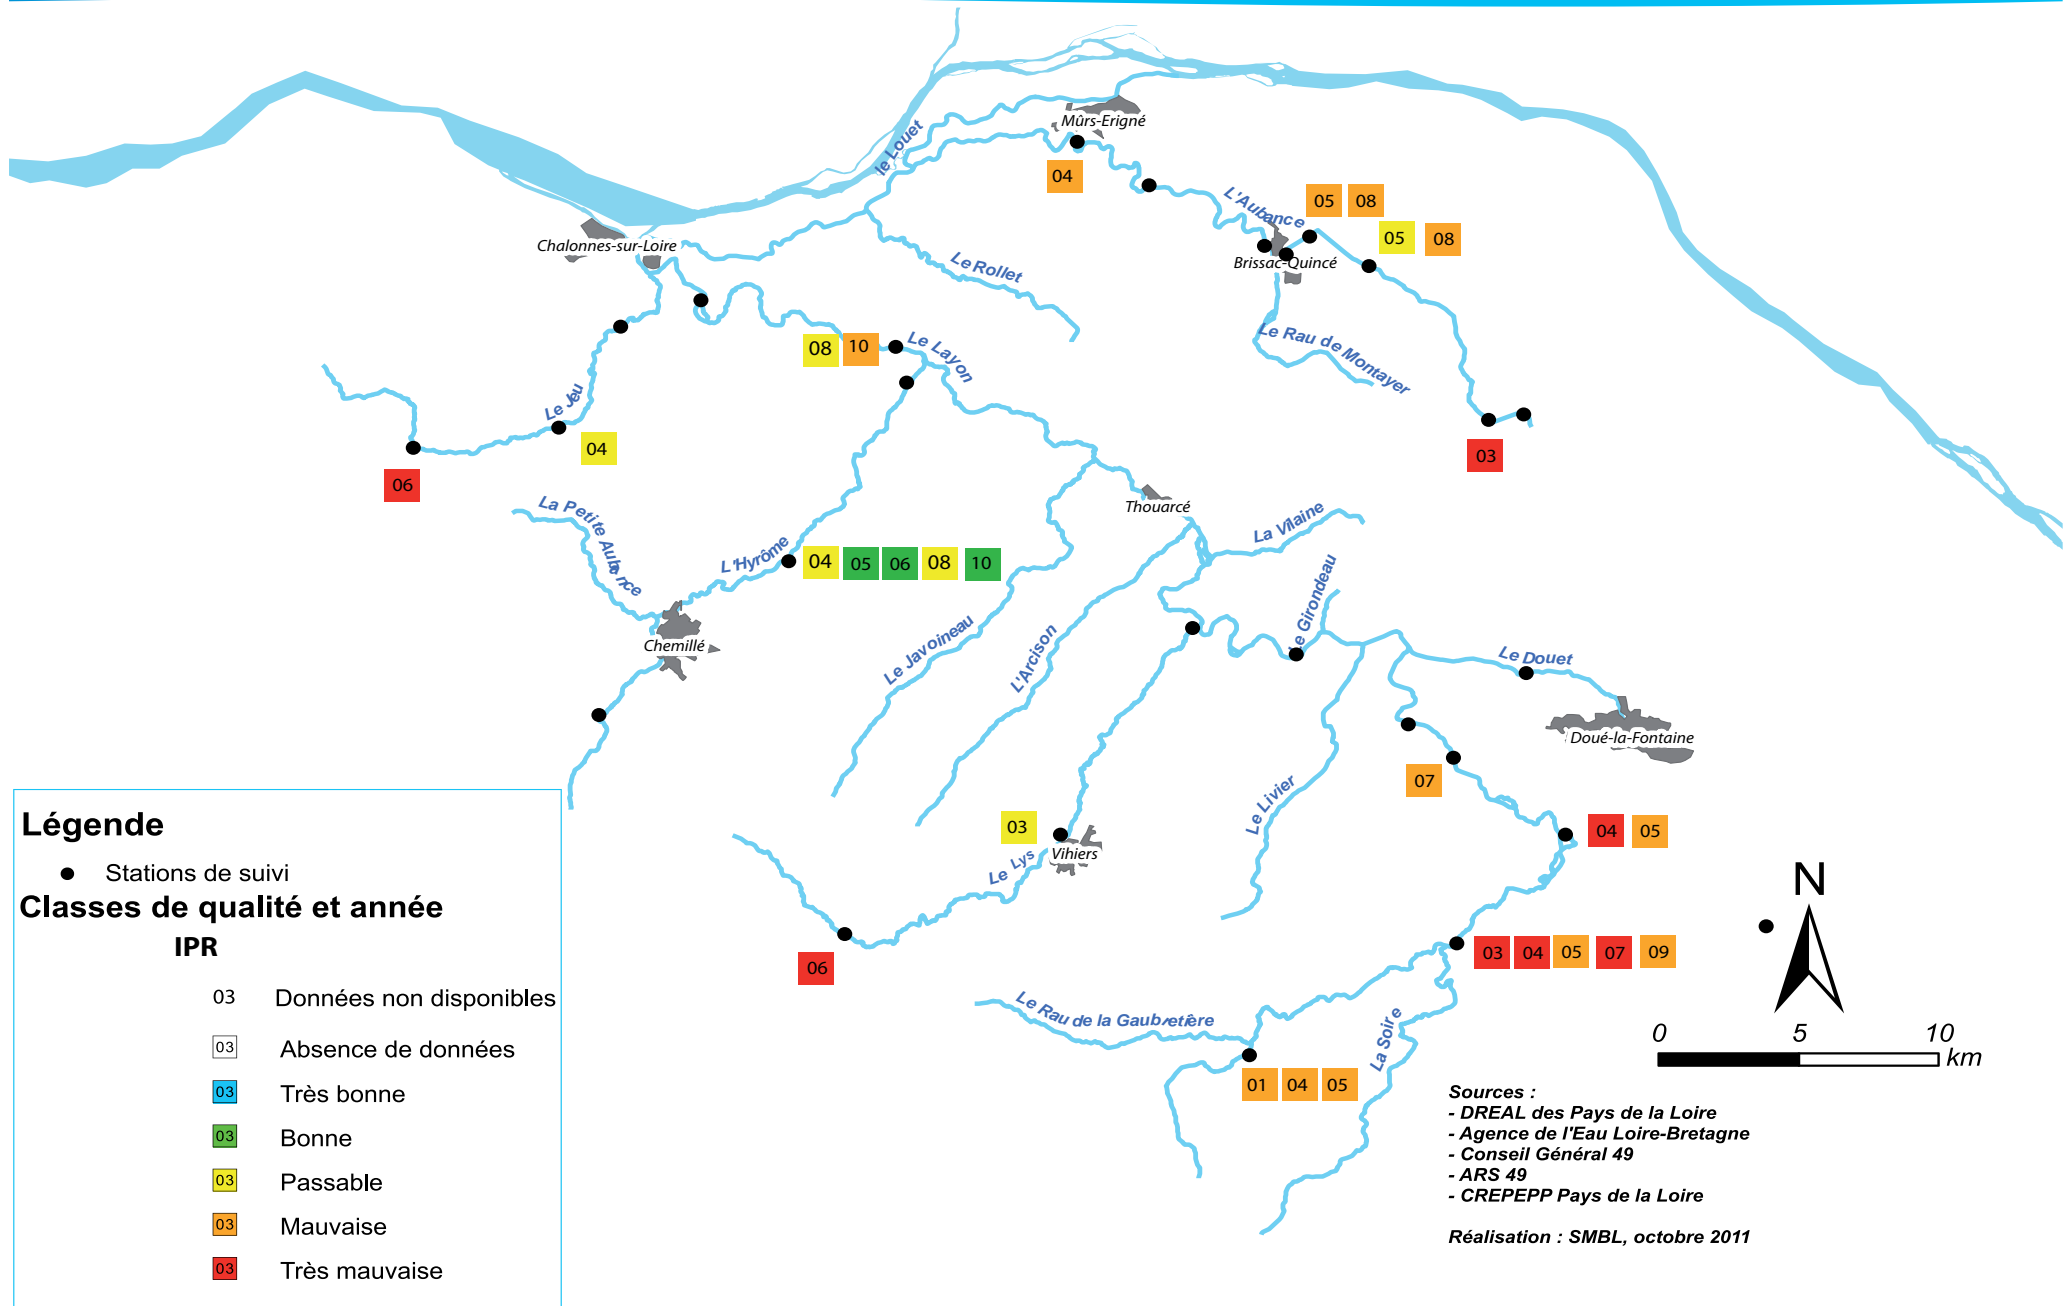 Mûrs-Erigné
le Louet
04
L'Aubance
05 08
05 08
Chalonnes-sur-Loire
Le Rollet
Brissac-Quincé
Le Rau de Montayer
08 10
Le Layon
Le Jeu
04
06
03
La Petite Aubance
Thouarcé
La Vilaine
L'Hyrôme
04 05 06 08 10
Le Girondeau
Chemillé
Le Javoineau
L'Arcison
Le Douet
Doué-la-Fontaine
07
Le Livier
03
Vihiers
04 05
Le Lys
06
03 04 05 07 09
Le Rau de la Gaubretière
La Soire
01 04 05
N
0 5 10
km
Légende
Stations de suivi
Classes de qualité et année
IPR
03 Données non disponibles
03 Absence de données
03 Très bonne
03 Bonne
03 Passable
03 Mauvaise
03 Très mauvaise
Sources :
- DREAL des Pays de la Loire
- Agence de l'Eau Loire-Bretagne
- Conseil Général 49
- ARS 49
- CREPEPP Pays de la Loire
Réalisation : SMBL, octobre 2011